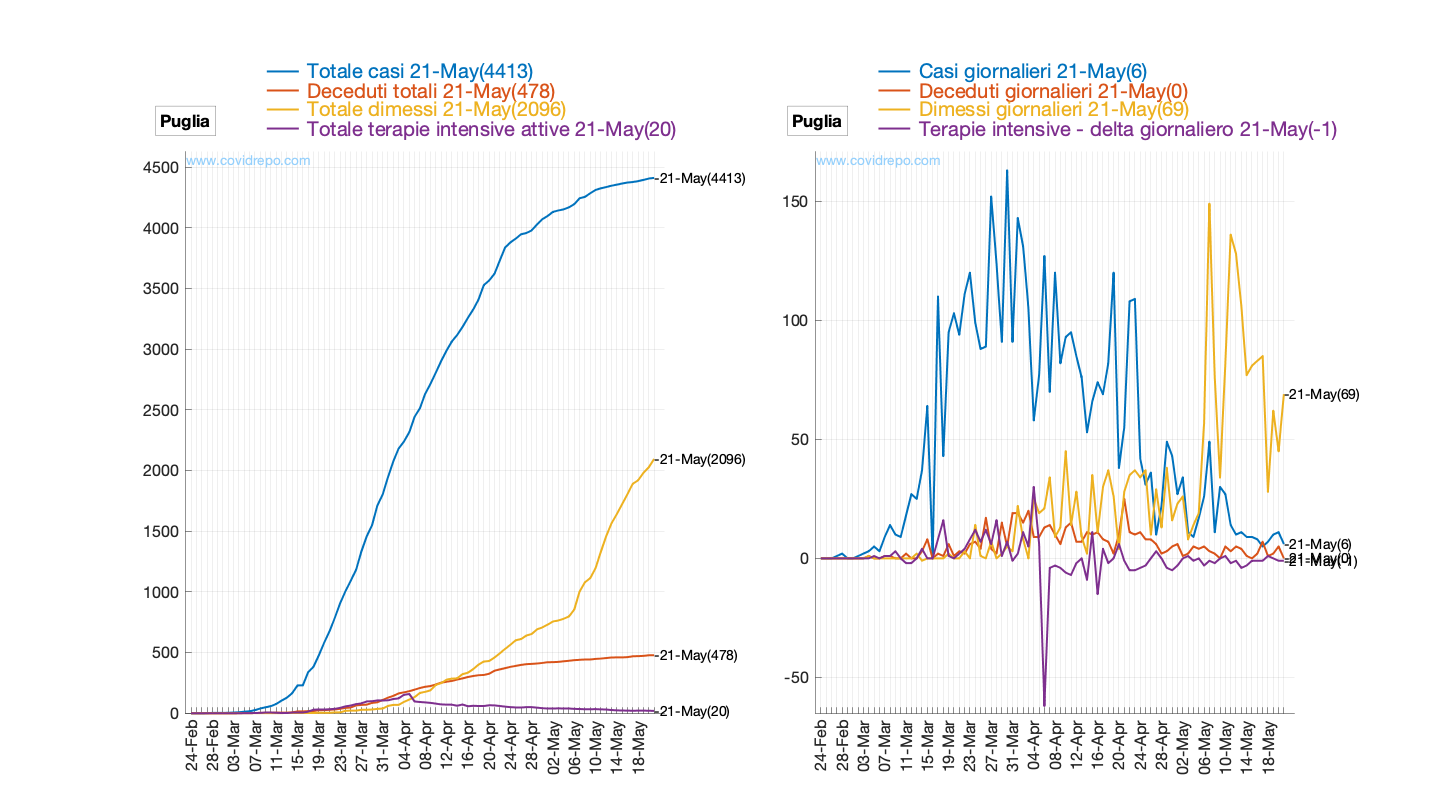 Totale casi 21-May(4413)
Deceduti totali 21-May(478)
Totale dimessi 21-May(2096)
Totale terapie intensive attive 21-May(20)
Puglia
www.covidrepo.com
4500
4000
3500
3000
2500
2000
1500
1000
500
0
21-May(4413)
21-May(2096)
21-May(478)
21-May(20)
24-Feb
28-Feb
03-Mar
07-Mar
11-Mar
15-Mar
19-Mar
23-Mar
27-Mar
31-Mar
04-Apr
08-Apr
12-Apr
16-Apr
20-Apr
24-Apr
28-Apr
02-May
06-May
10-May
14-May
18-May
Casi giornalieri 21-May(6)
Deceduti giornalieri 21-May(0)
Dimessi giornalieri 21-May(69)
Terapie intensive - delta giornaliero 21-May(-1)
Puglia
www.covidrepo.com
150
100
50
0
-50
21-May(69)
21-May(6)
21-May(0)
21-May(-1)
24-Feb
28-Feb
03-Mar
07-Mar
11-Mar
15-Mar
19-Mar
23-Mar
27-Mar
31-Mar
04-Apr
08-Apr
12-Apr
16-Apr
20-Apr
24-Apr
28-Apr
02-May
06-May
10-May
14-May
18-May